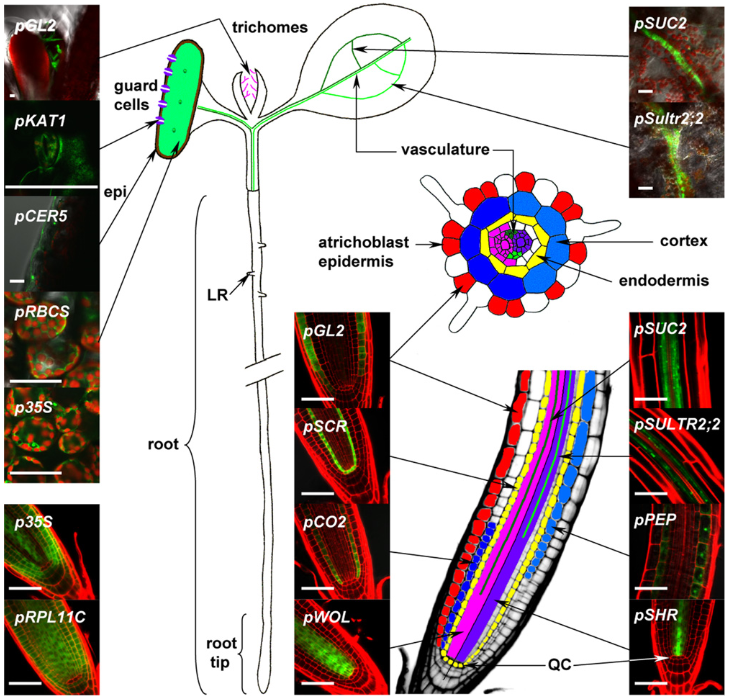 pGL2
trichomes
pSUC2
guard
cells
pKAT1
pSultr2;2
vasculature
epi
pCER5
atrichoblast
epidermis
cortex
endodermis
LR
pRBCS
pGL2
pSUC2
p35S
root
pSCR
pSULTR2;2
p35S
pCO2
pPEP
pRPL11C
root
tip
pWOL
pSHR
QC